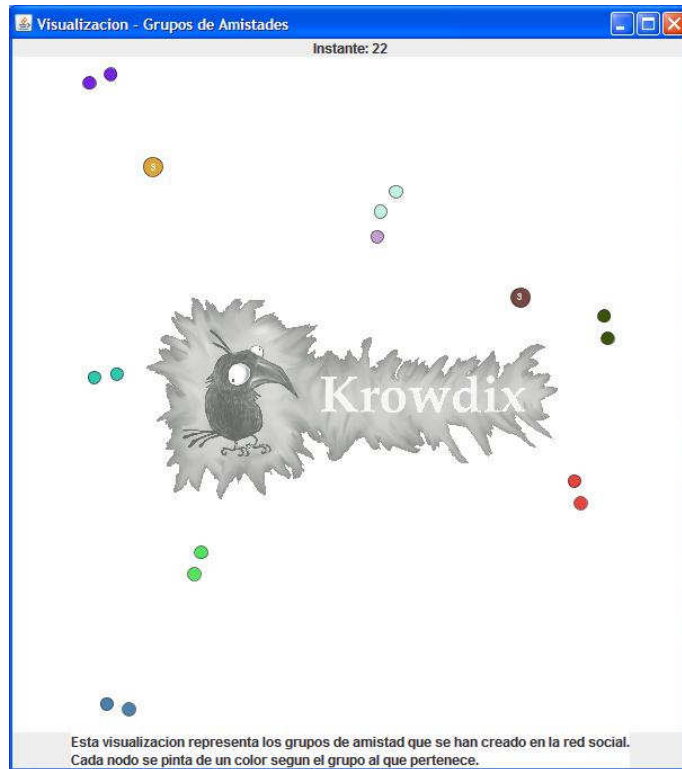 Visualizacion - Grupos de Amistades
Instante: 22
3
3
Krowdix
Esta visualizacion representa los grupos de amistad que se han creado en la red social.
Cada nodo se pinta de un color segun el grupo al que pertenece.